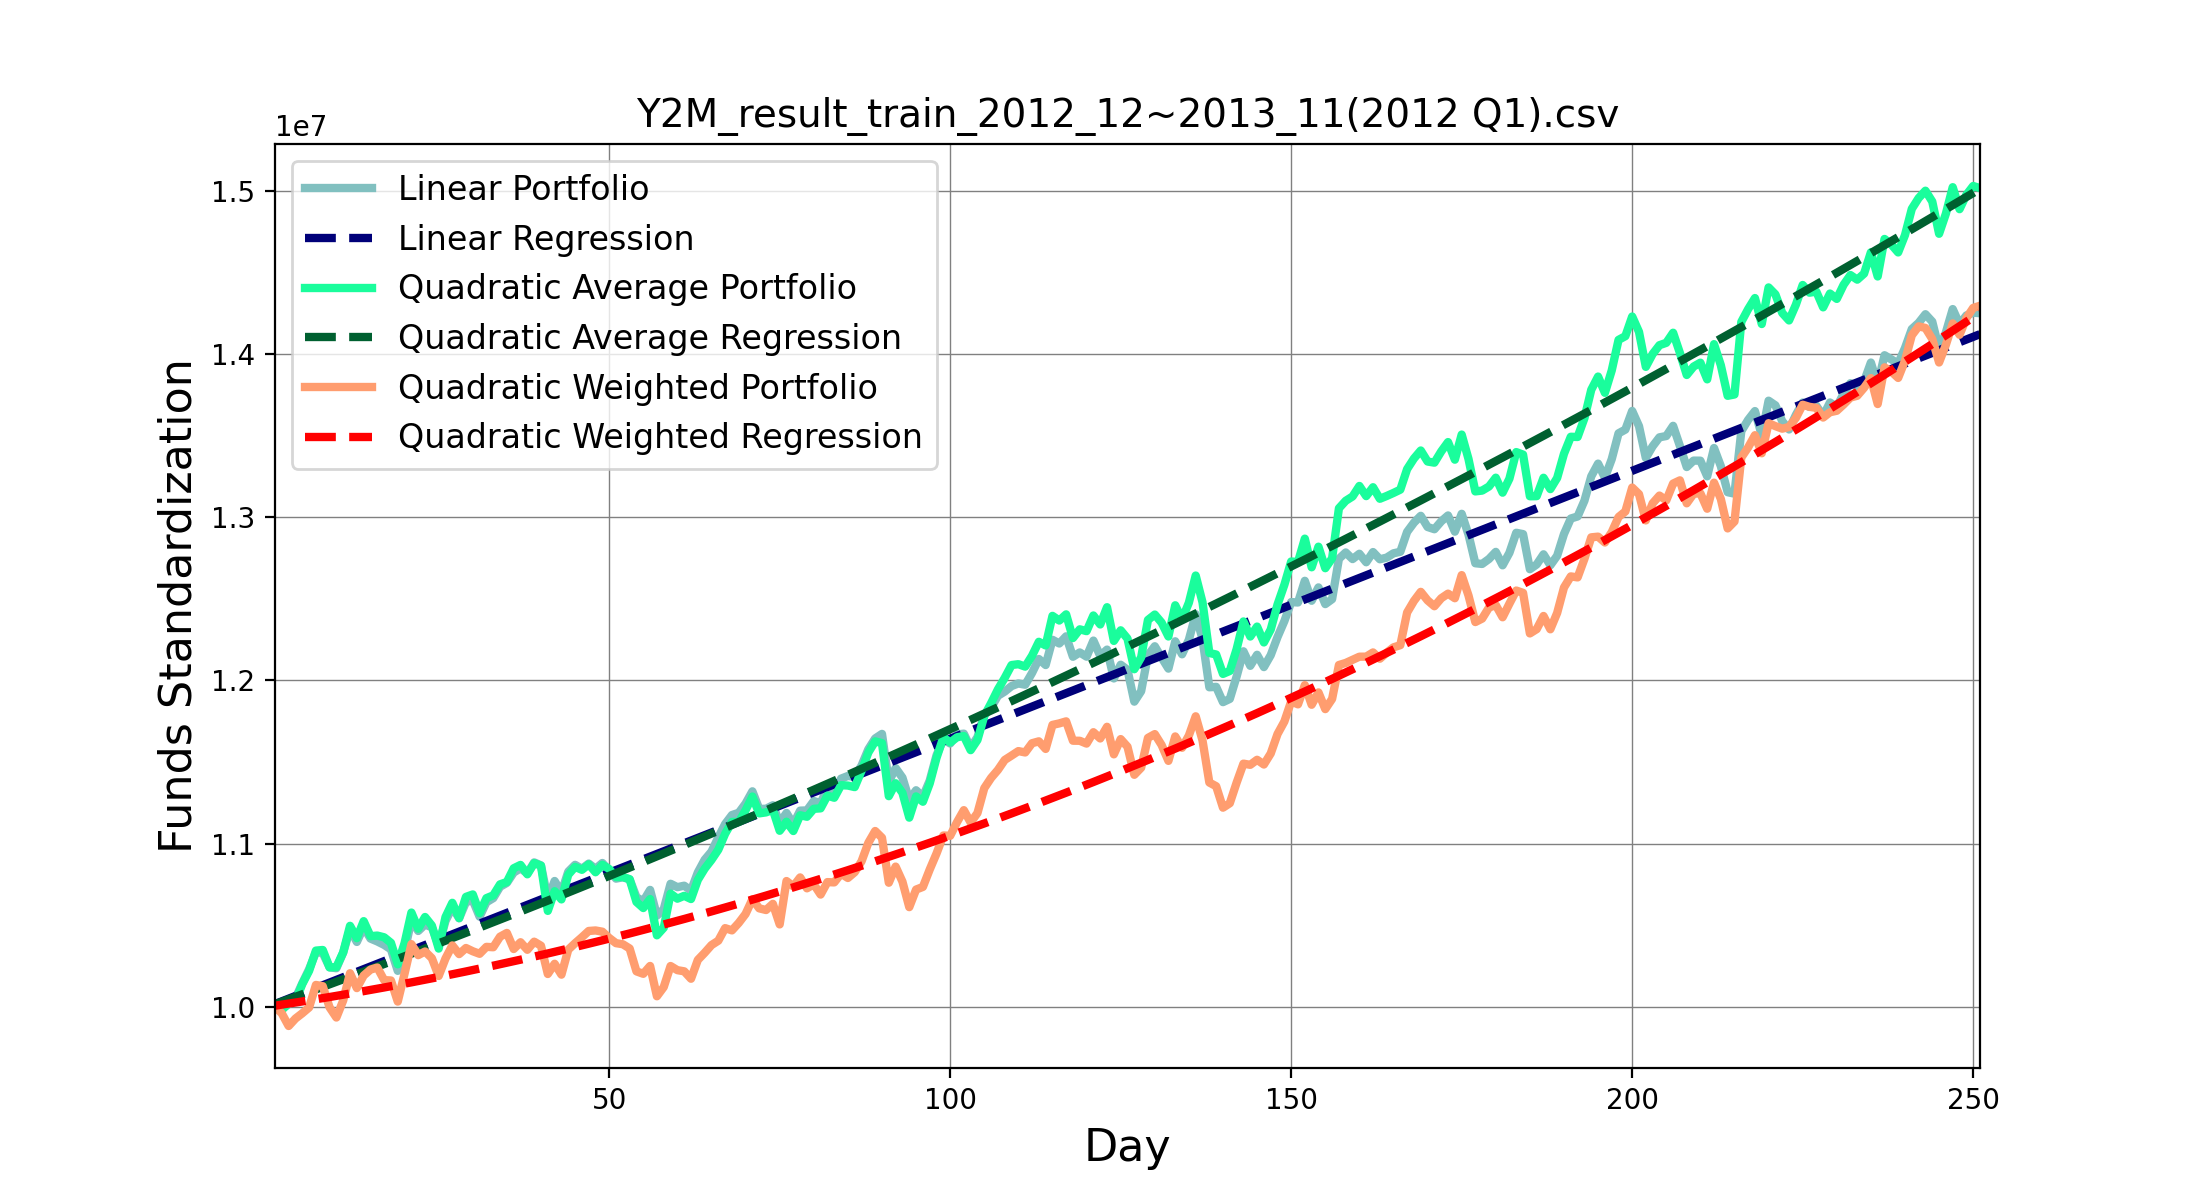 Y2M_result_train_2012_12~2013_11(2012 Q1).csv
1e7
Linear Portfolio
Linear Regression
Quadratic Average Portfolio
Quadratic Average Regression
Quadratic Weighted Portfolio
Quadratic Weighted Regression
1.5
1.4
1.3
1.2
1.1
1.0
Funds Standardization
50 100 150 200 250
Day